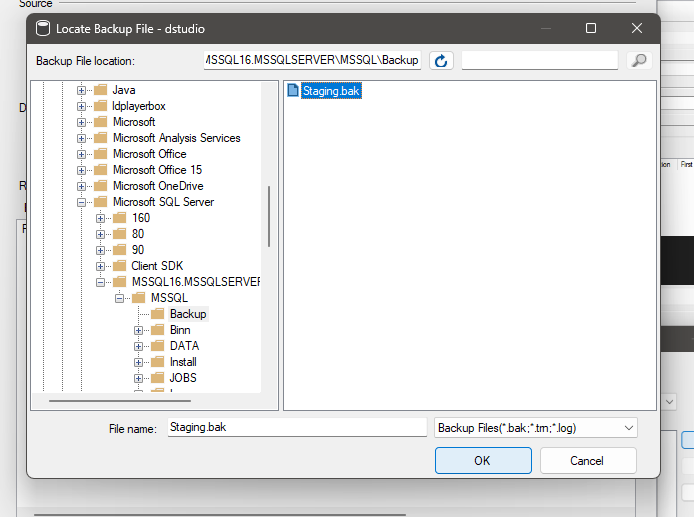 Source
Locate Backup File - dstudio
Backup File location:
MSSQL16.MSSQLSERVER\MSSQL\Backup
Java
ldplayerbox
Microsoft
Microsoft Analysis Services
Microsoft Office
Microsoft Office 15
Microsoft OneDrive
Microsoft SQL Server
160
80
90
Client SDK
MSSQL16.MSSQLSERVER
MSSQL
Backup
Binn
DATA
Install
JOBS
Staging.bak
File name:
Staging.bak
Backup Files(*.bak;*.trn;*.log)
OK
Cancel
First